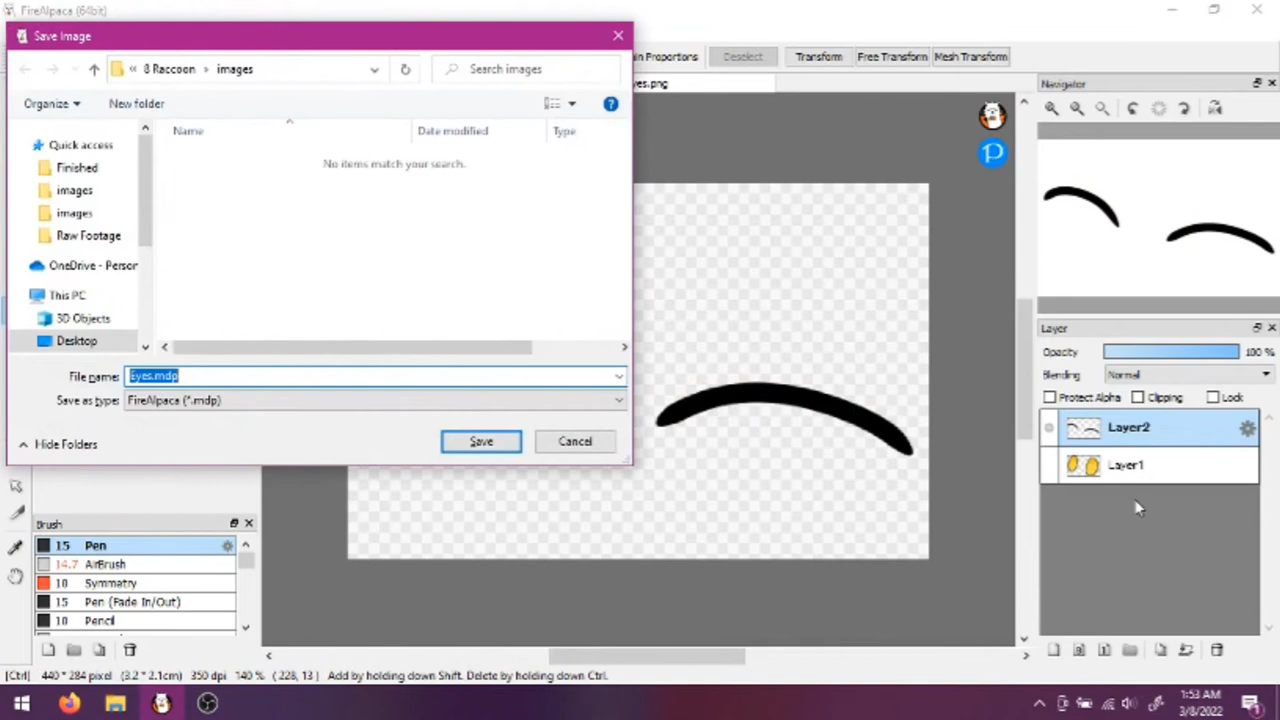 FireAlpaca (64bit)
Save Image
8 Raccoon
images
Search images
Organize
New folder
Name
Date modified
Type
No items match your search.
Quick access
Finished
images
images
Raw Footage
OneDrive - Person
This PC
3D Objects
Desktop
File name:
Eyes.mdp
Save as type:
FireAlpaca (*.mdp)
Hide Folders
Save
Cancel
Proportions
Deselect
Transform
Free Transform
Mesh Transform
yes.png
Navigator
Layer
Opacity
100 %
Blending
Normal
Protect Alpha
Clipping
Lock
Layer2
Layer1
Brush
15 Pen
14.7 AirBrush
10 Symmetry
15 Pen (Fade In/Out)
10 Pencil
[Ctrl] 440 * 284 pixel (3.2 * 2.1cm) 350 dpi 140 % ( 228, 13 ) Add by holding down Shift. Delete by holding down Ctrl.
1:53 AM
3/8/2022